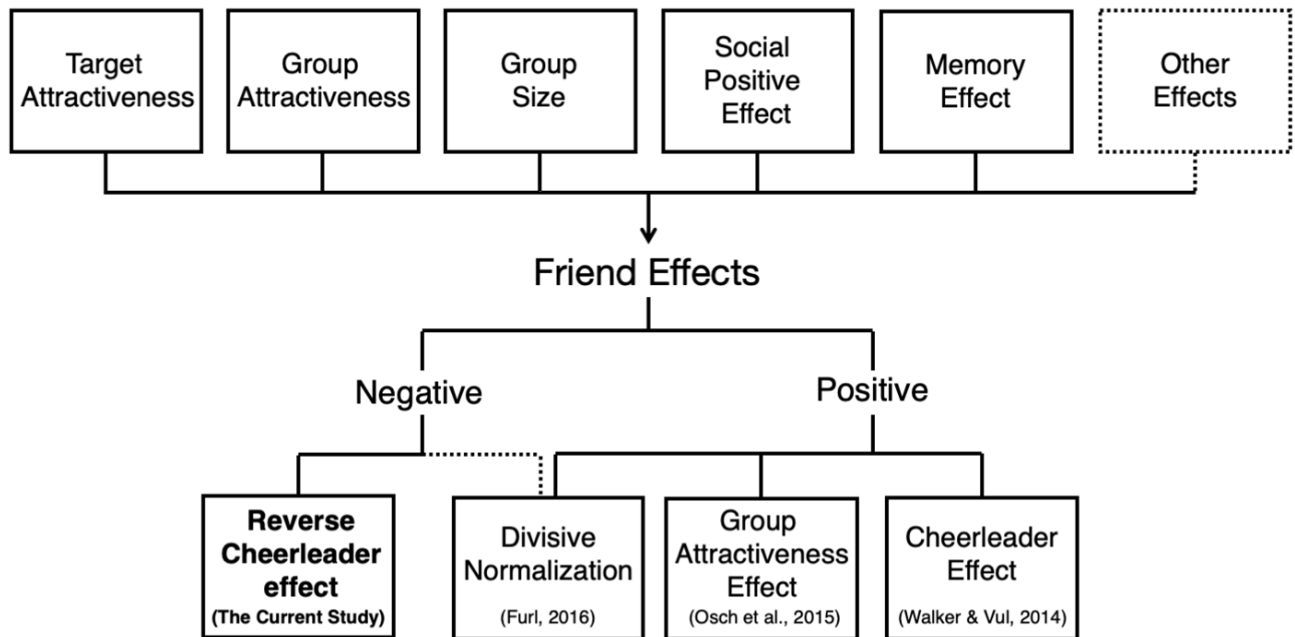 Target
Attractiveness
Group
Attractiveness
Group
Size
Social
Positive
Effect
Memory
Effect
Other
Effects
Friend Effects
Negative
Positive
Reverse
Cheerleader
effect
(The Current Study)
Divisive
Normalization
(Furl, 2016)
Group
Attractiveness
Effect
(Osch et al., 2015)
Cheerleader
Effect
(Walker & Vul, 2014)